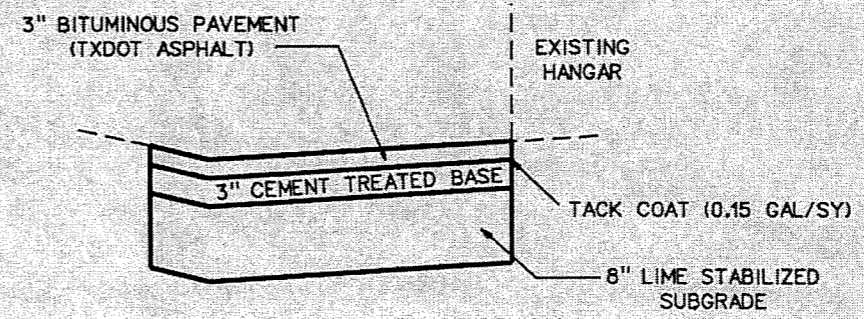 3" BITUMINOUS PAVEMENT
(TXDOT ASPHALT)
EXISTING
HANGAR
3" CEMENT TREATED BASE
TACK COAT (0.15 GAL/SY)
8" LIME STABILIZED
SUBGRADE